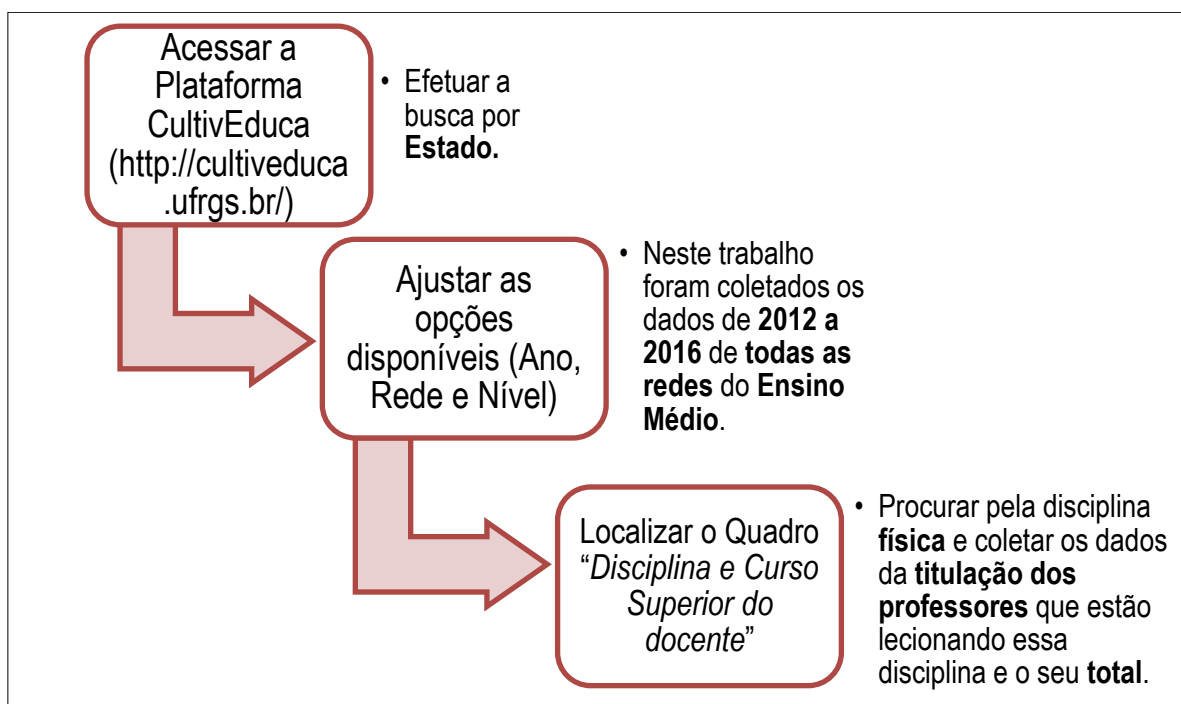 Acessar a
Plataforma
CultivEduca
(http://cultiveduca
.ufrgs.br/)
• Efetuar a
busca por
Estado.
Ajustar as
opções
disponíveis (Ano,
Rede e Nível)
• Neste trabalho
foram coletados os
dados de 2012 a
2016 de todas as
redes do Ensino
Médio.
Localizar o Quadro
“Disciplina e Curso
Superior do
docente”
• Procurar pela disciplina
física e coletar os dados
da titulação dos
professores que estão
lecionando essa
disciplina e o seu total.